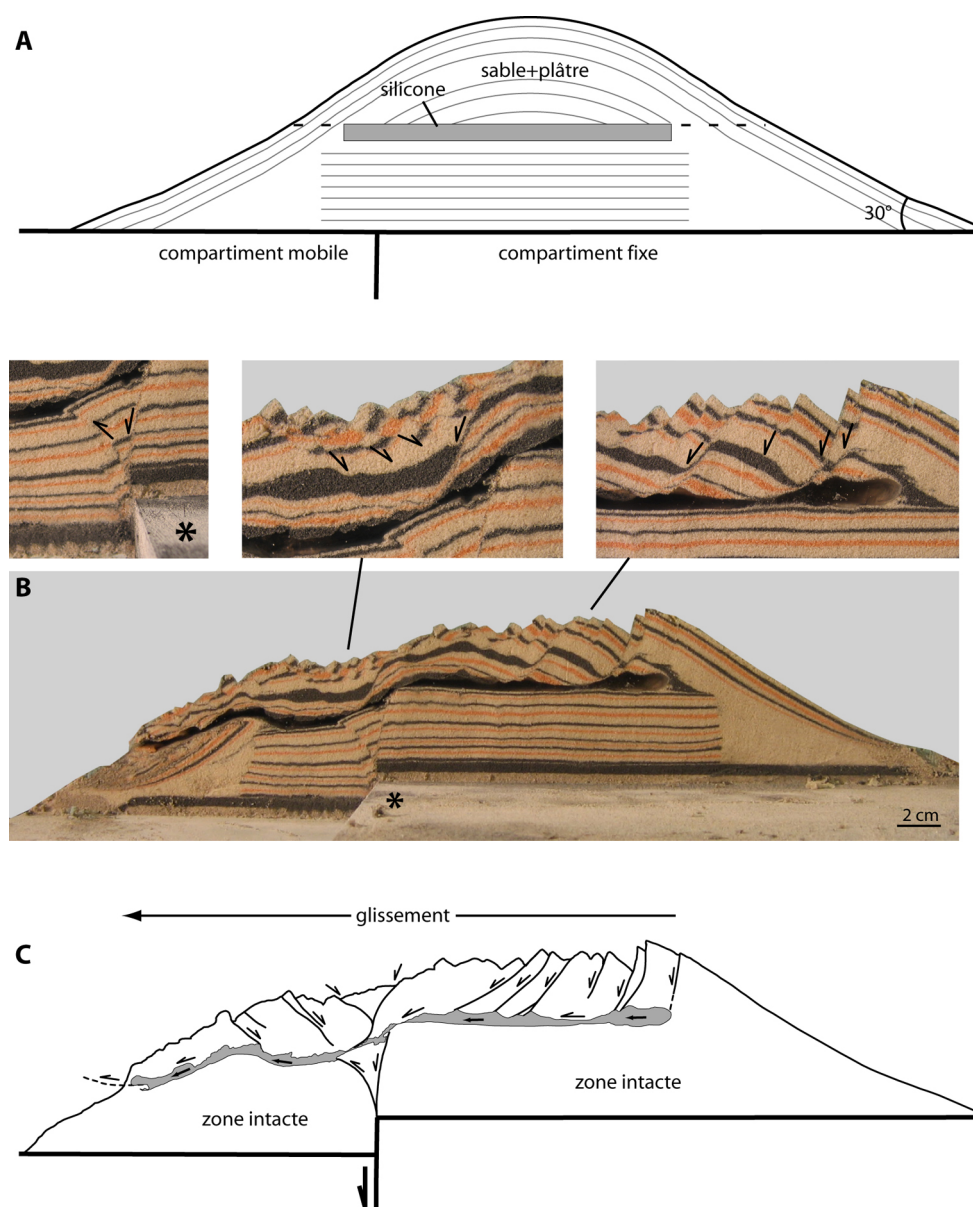 A
sable+plâtre
silicone
30°
compartiment mobile
compartiment fixe
*
B
*
2 cm
glissement
C
zone intacte
zone intacte